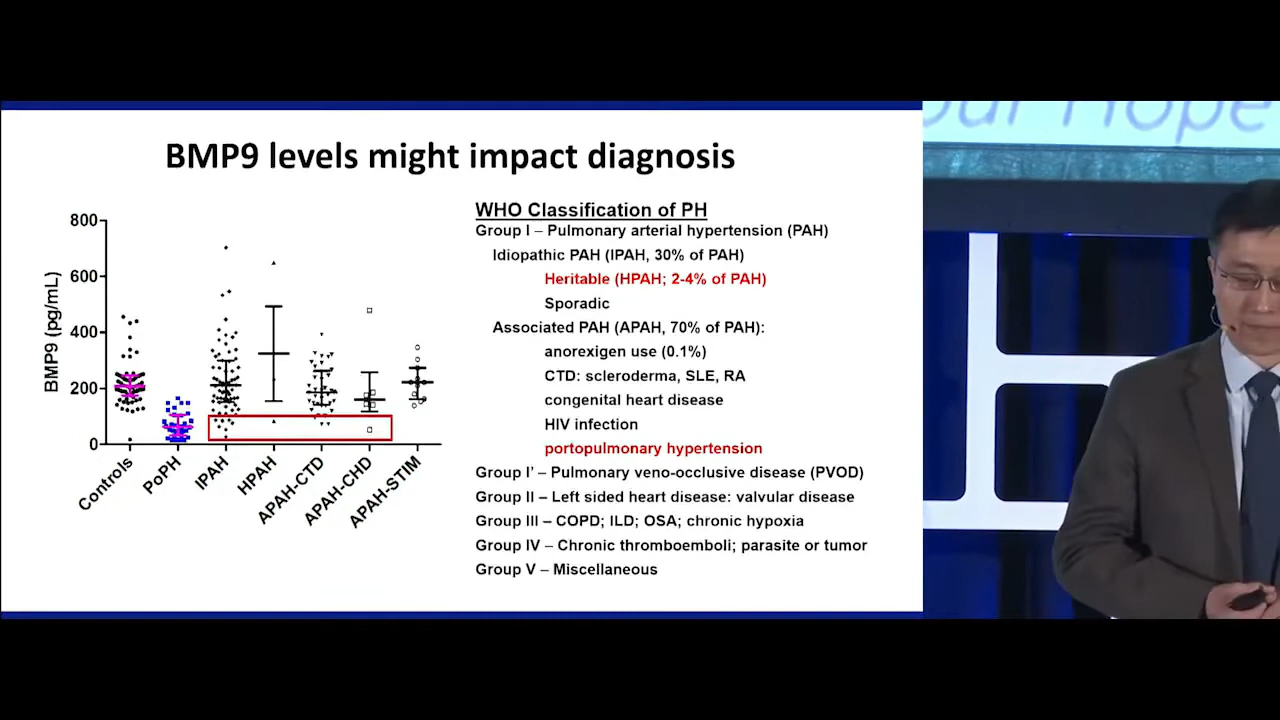 our Hope
BMP9 levels might impact diagnosis
800
600
400
200
0
BMP9 (pg/mL)
Controls
PoPH
IPAH
HPAH
APAH-CTD
APAH-CHD
APAH-STIM
WHO Classification of PH
Group I – Pulmonary arterial hypertension (PAH)
Idiopathic PAH (IPAH, 30% of PAH)
Heritable (HPAH; 2-4% of PAH)
Sporadic
Associated PAH (APAH, 70% of PAH):
anorexigen use (0.1%)
CTD: scleroderma, SLE, RA
congenital heart disease
HIV infection
portopulmonary hypertension
Group I' – Pulmonary veno-occlusive disease (PVOD)
Group II – Left sided heart disease: valvular disease
Group III – COPD; ILD; OSA; chronic hypoxia
Group IV – Chronic thromboemboli; parasite or tumor
Group V – Miscellaneous